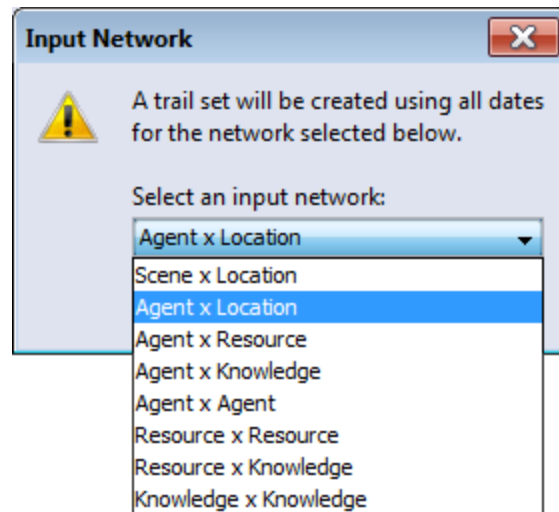 Input Network
A trail set will be created using all dates
for the network selected below.
Select an input network:
Agent x Location
Scene x Location
Agent x Location
Agent x Resource
Agent x Knowledge
Agent x Agent
Resource x Resource
Resource x Knowledge
Knowledge x Knowledge